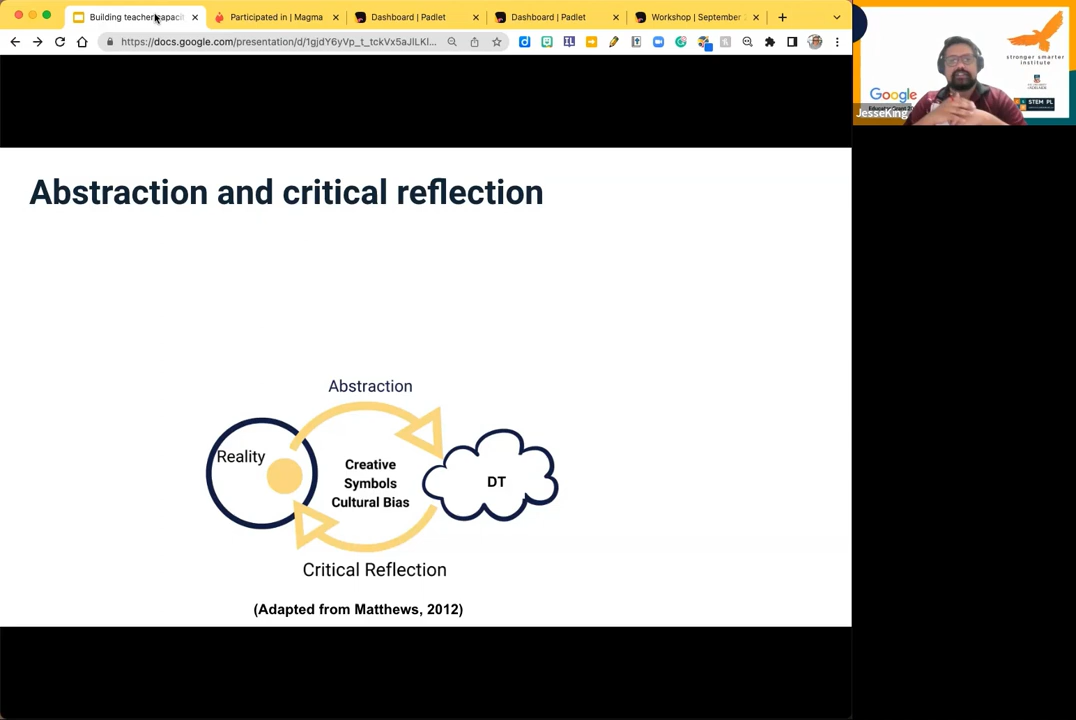 Building teacher capaci
Participated in | Magma
Dashboard | Padlet
Dashboard | Padlet
Workshop | September
https://docs.google.com/presentation/d/1gjdY6yVp_t_tckVx5aJlLKl...
stronger smarter
institute
Google
STEM PL
JesseKing
Abstraction and critical reflection
Abstraction
Reality
Creative
Symbols
Cultural Bias
DT
Critical Reflection
(Adapted from Matthews, 2012)